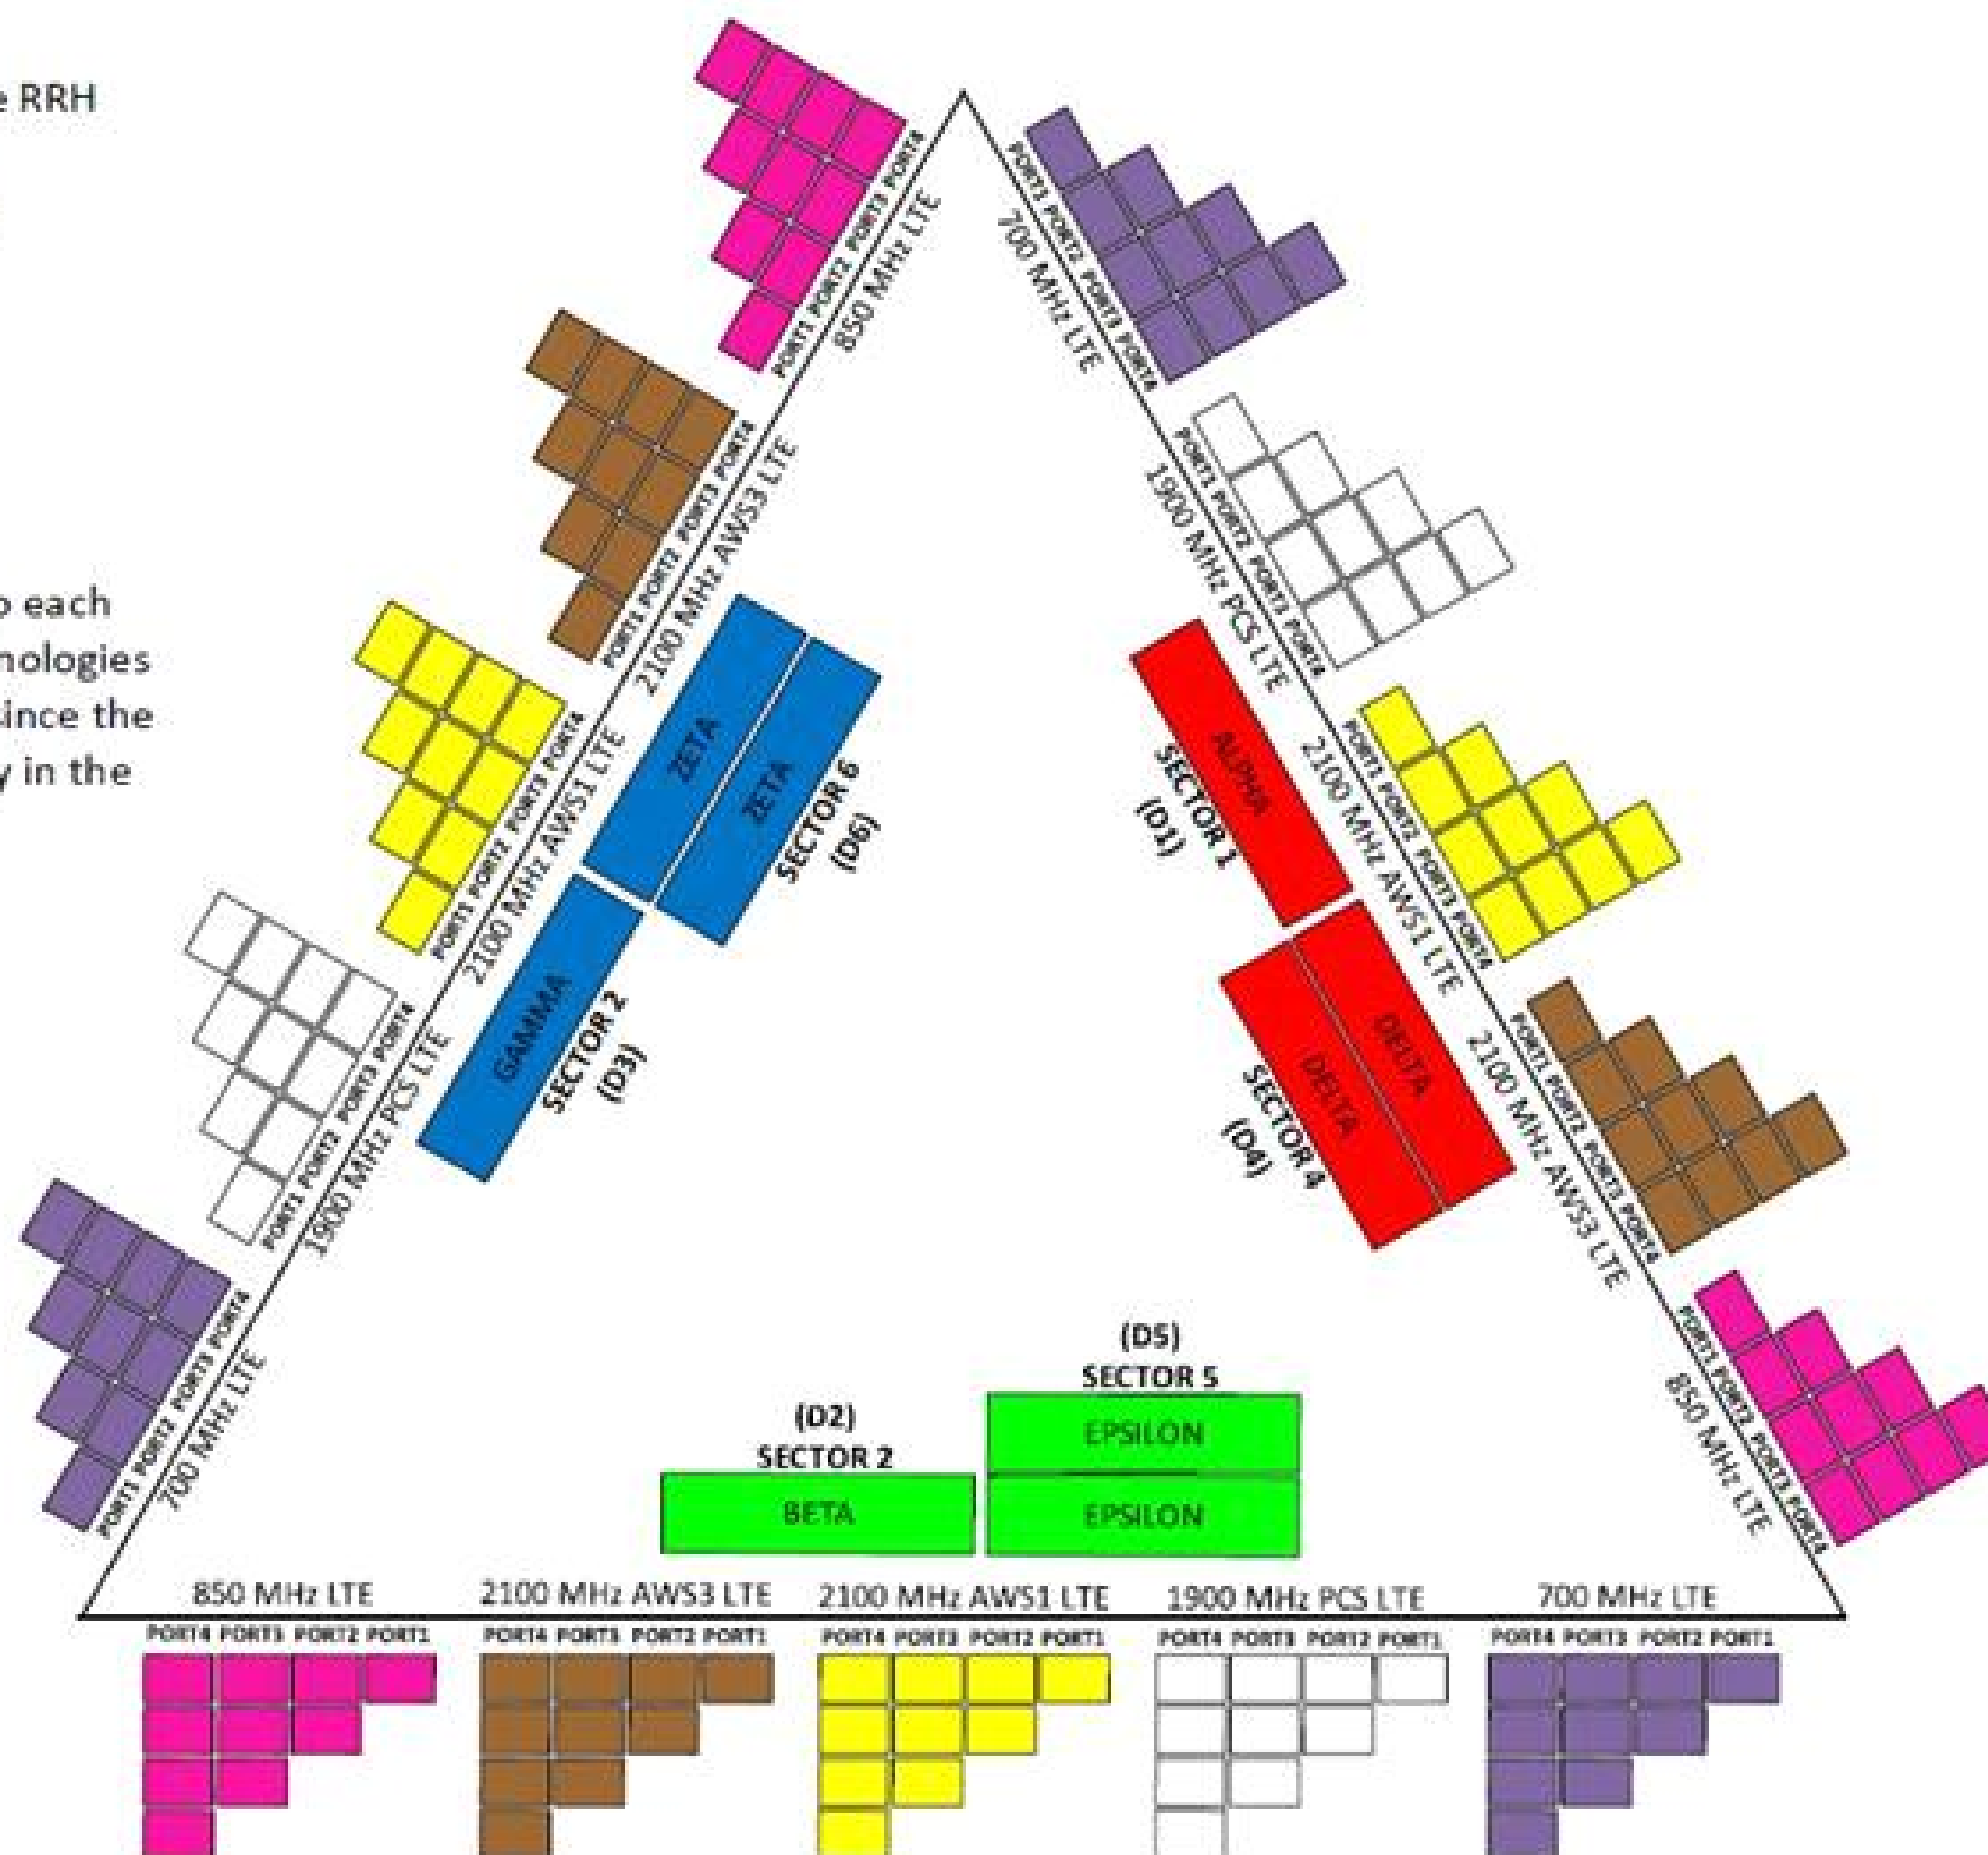 e RRH
o each
nologies
since the
y in the
PORT1 PORT2 PORT3 PORT4
850 MHz LTE
PORT1 PORT2 PORT3 PORT4
2100 MHz AWS3 LTE
PORT1 PORT2 PORT3 PORT4
2100 MHz AWS1 LTE
PORT1 PORT2 PORT3 PORT4
1900 MHz PCS LTE
PORT1 PORT2 PORT3 PORT4
700 MHz LTE
PORT1 PORT2 PORT3 PORT4
700 MHz LTE
PORT1 PORT2 PORT3 PORT4
1900 MHz PCS LTE
PORT1 PORT2 PORT3 PORT4
2100 MHz AWS1 LTE
PORT1 PORT2 PORT3 PORT4
2100 MHz AWS3 LTE
PORT1 PORT2 PORT3 PORT4
850 MHz LTE
ZETA
ZETA
SECTOR 6
(D6)
GAMMA
SECTOR 2
(D3)
ALPHA
SECTOR 1
(D1)
DELTA
DELTA
SECTOR 4
(D4)
(D5)
SECTOR 5
EPSILON
EPSILON
(D2)
SECTOR 2
BETA
850 MHz LTE
2100 MHz AWS3 LTE
2100 MHz AWS1 LTE
1900 MHz PCS LTE
700 MHz LTE
PORT4 PORT3 PORT2 PORT1
PORT4 PORT3 PORT2 PORT1
PORT4 PORT3 PORT2 PORT1
PORT4 PORT3 PORT2 PORT1
PORT4 PORT3 PORT2 PORT1